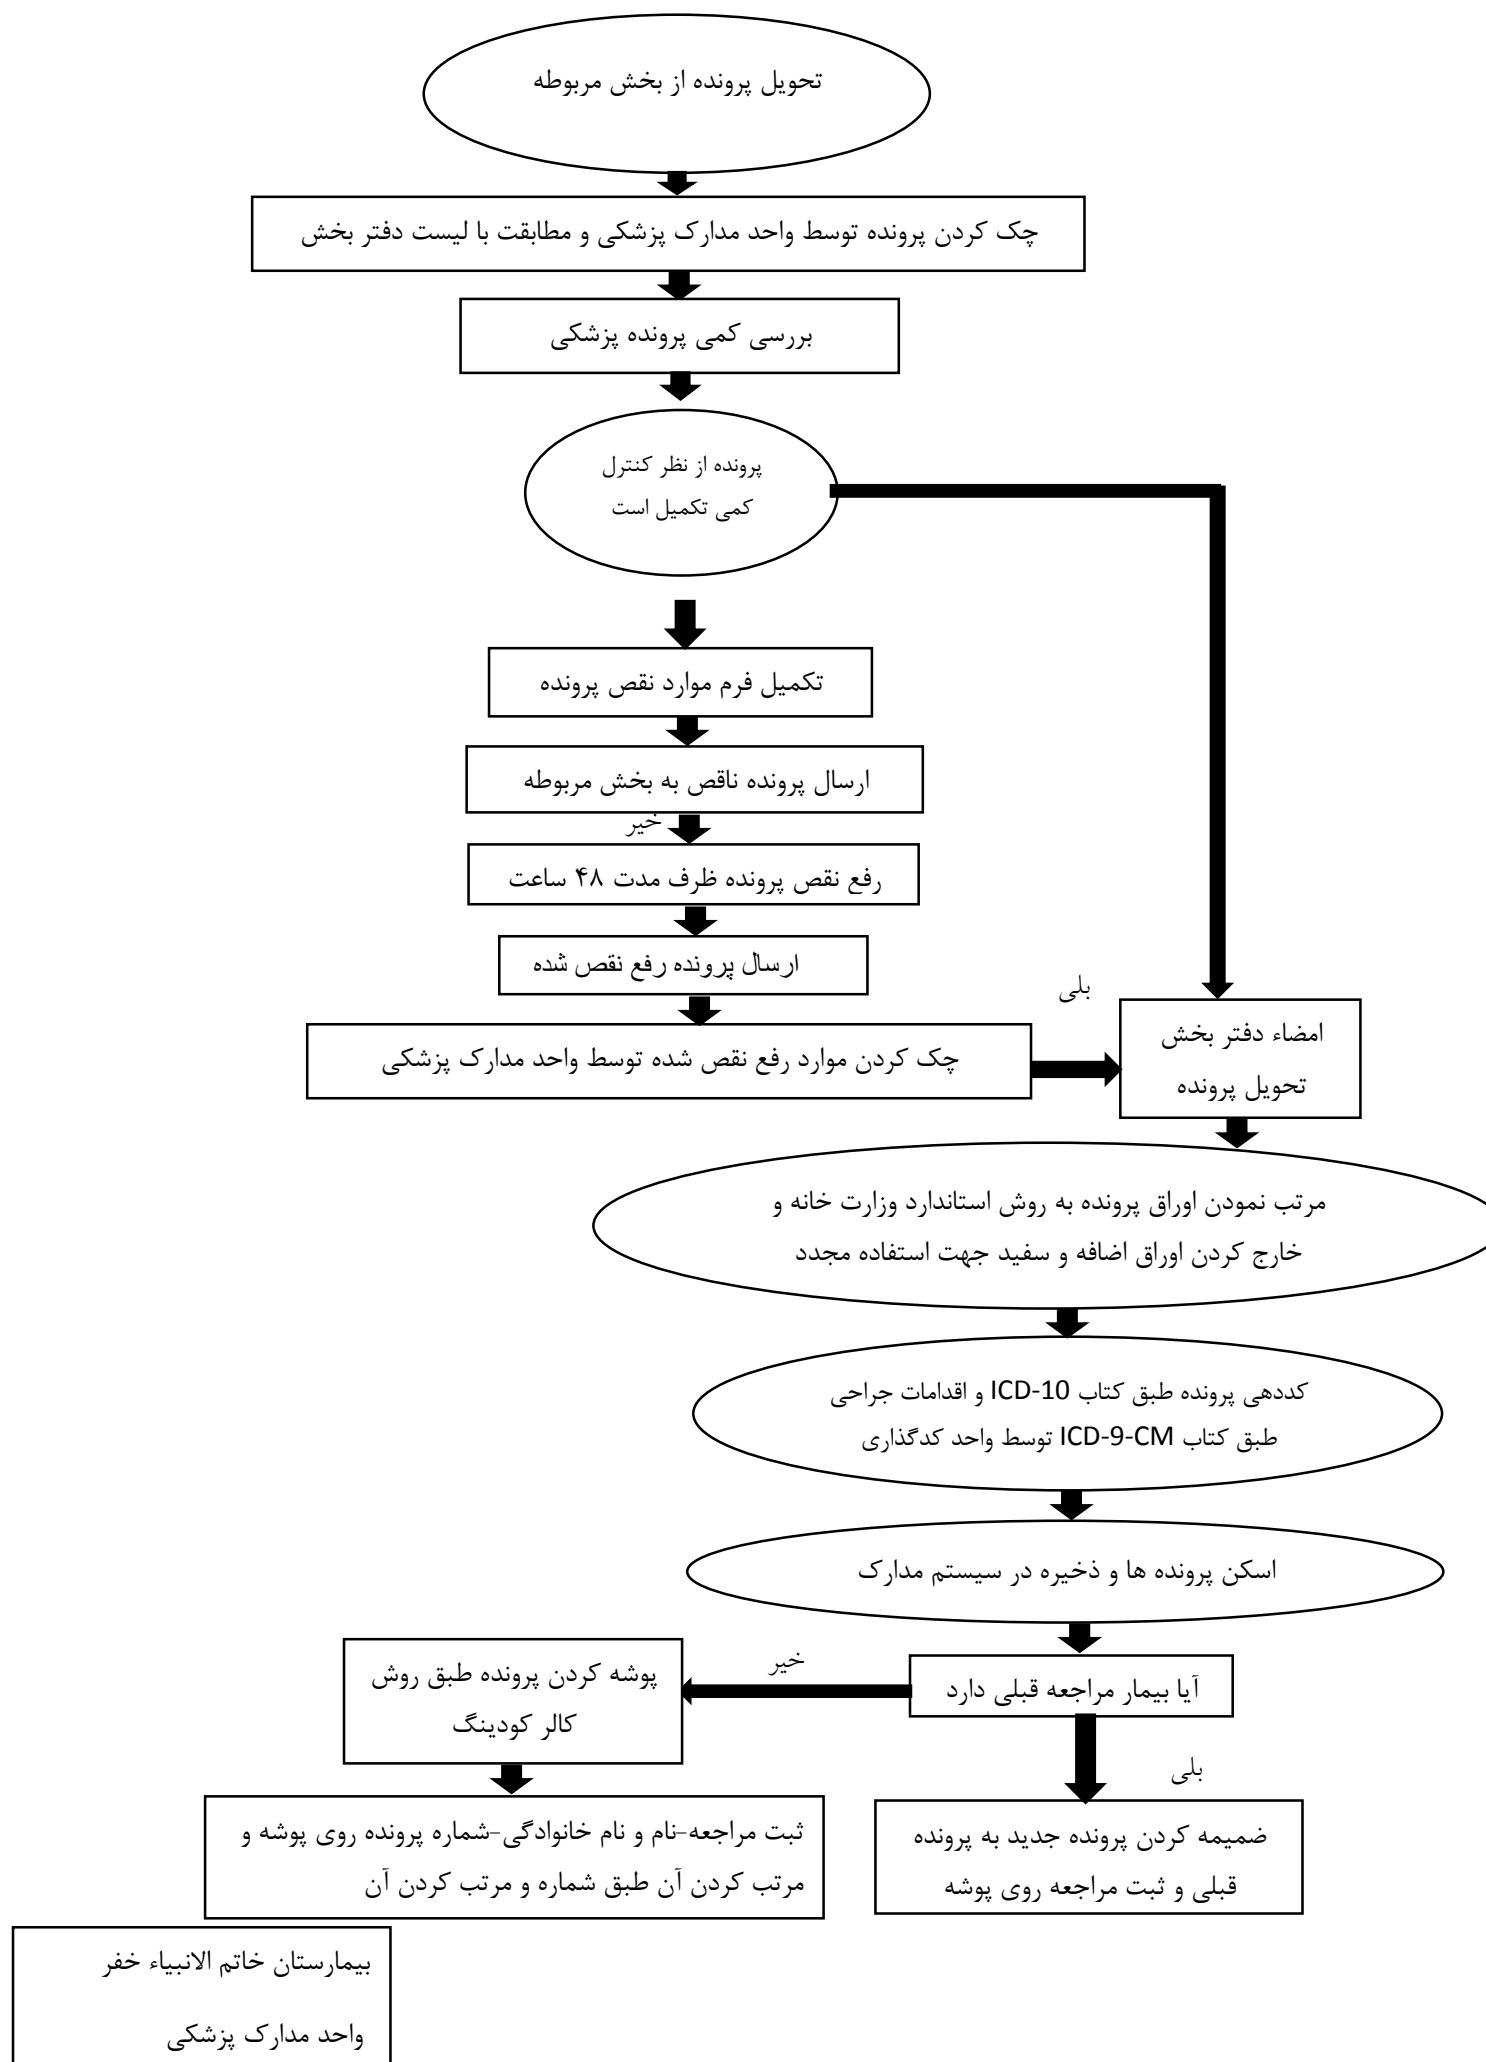 تحویل پرونده از بخش مربوطه
چک کردن پرونده توسط واحد مدارک پزشکی و مطابقت با لیست دفتر بخش
بررسی کمی پرونده پزشکی
پرونده از نظر کنترل
کمی تکمیل است
تکمیل فرم موارد نقص پرونده
ارسال پرونده ناقص به بخش مربوطه
خیر
رفع نقص پرونده ظرف مدت ۴۸ ساعت
ارسال پرونده رفع نقص شده
بلی
امضاء دفتر بخش
تحویل پرونده
چک کردن موارد رفع نقص شده توسط واحد مدارک پزشکی
مرتب نمودن اوراق پرونده به روش استاندارد وزارت خانه و
خارج کردن اوراق اضافه و سفید جهت استفاده مجدد
کددهی پرونده طبق کتاب ICD-10 و اقدامات جراحی
طبق کتاب ICD-9-CM توسط واحد کدگذاری
اسکن پرونده ها و ذخیره در سیستم مدارک
آیا بیمار مراجعه قبلی دارد
خیر
پوشه کردن پرونده طبق روش
کالر کودینگ
بلی
ضمیمه کردن پرونده جدید به پرونده
قبلی و ثبت مراجعه روی پوشه
ثبت مراجعه-نام و نام خانوادگی-شماره پرونده روی پوشه و
مرتب کردن آن طبق شماره و مرتب کردن آن
بیمارستان خاتم الانبیاء خفر
واحد مدارک پزشکی